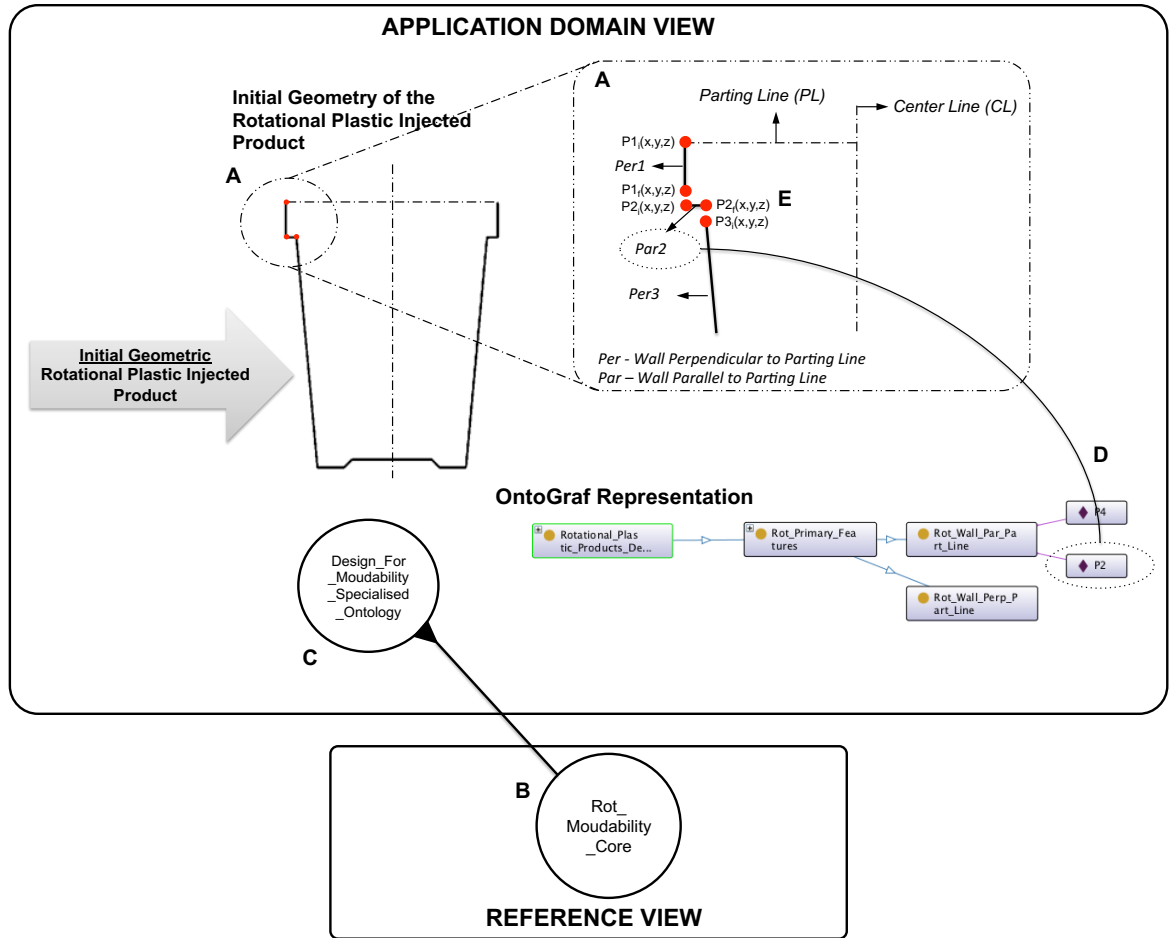 APPLICATION DOMAIN VIEW
Initial Geometry of the
Rotational Plastic Injected
Product
A
A
Parting Line (PL)
Center Line (CL)
P1i(x,y,z)
Per1
P1f(x,y,z)
P2i(x,y,z)
P2f(x,y,z)
E
P3i(x,y,z)
Par2
Per3
Per - Wall Perpendicular to Parting Line
Par – Wall Parallel to Parting Line
Initial Geometric
Rotational Plastic Injected
Product
D
OntoGraf Representation
Rotational_Plas
tic_Products_De...
Rot_Primary_Fea
tures
Rot_Wall_Par_Pa
rt_Line
P4
P2
Rot_Wall_Perp_P
art_Line
Design_For
_Moudability
_Specialised
_Ontology
C
B
Rot_
Moudability
_Core
REFERENCE VIEW